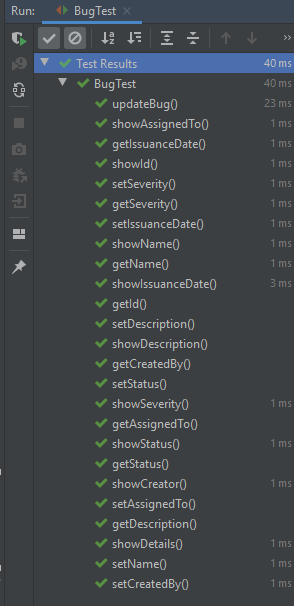 Run: BugTest
Test Results 40 ms
BugTest 40 ms
updateBug() 23 ms
showAssignedTo() 1 ms
getIssuanceDate() 1 ms
showId() 1 ms
setSeverity() 1 ms
getSeverity() 1 ms
setIssuanceDate() 1 ms
showName() 1 ms
getName() 1 ms
showIssuanceDate() 3 ms
getId()
setDescription()
showDescription()
getCreatedBy()
setStatus()
showSeverity() 1 ms
getAssignedTo()
showStatus() 1 ms
getStatus()
showCreator() 1 ms
setAssignedTo()
getDescription()
showDetails() 1 ms
setName() 1 ms
setCreatedBy() 1 ms